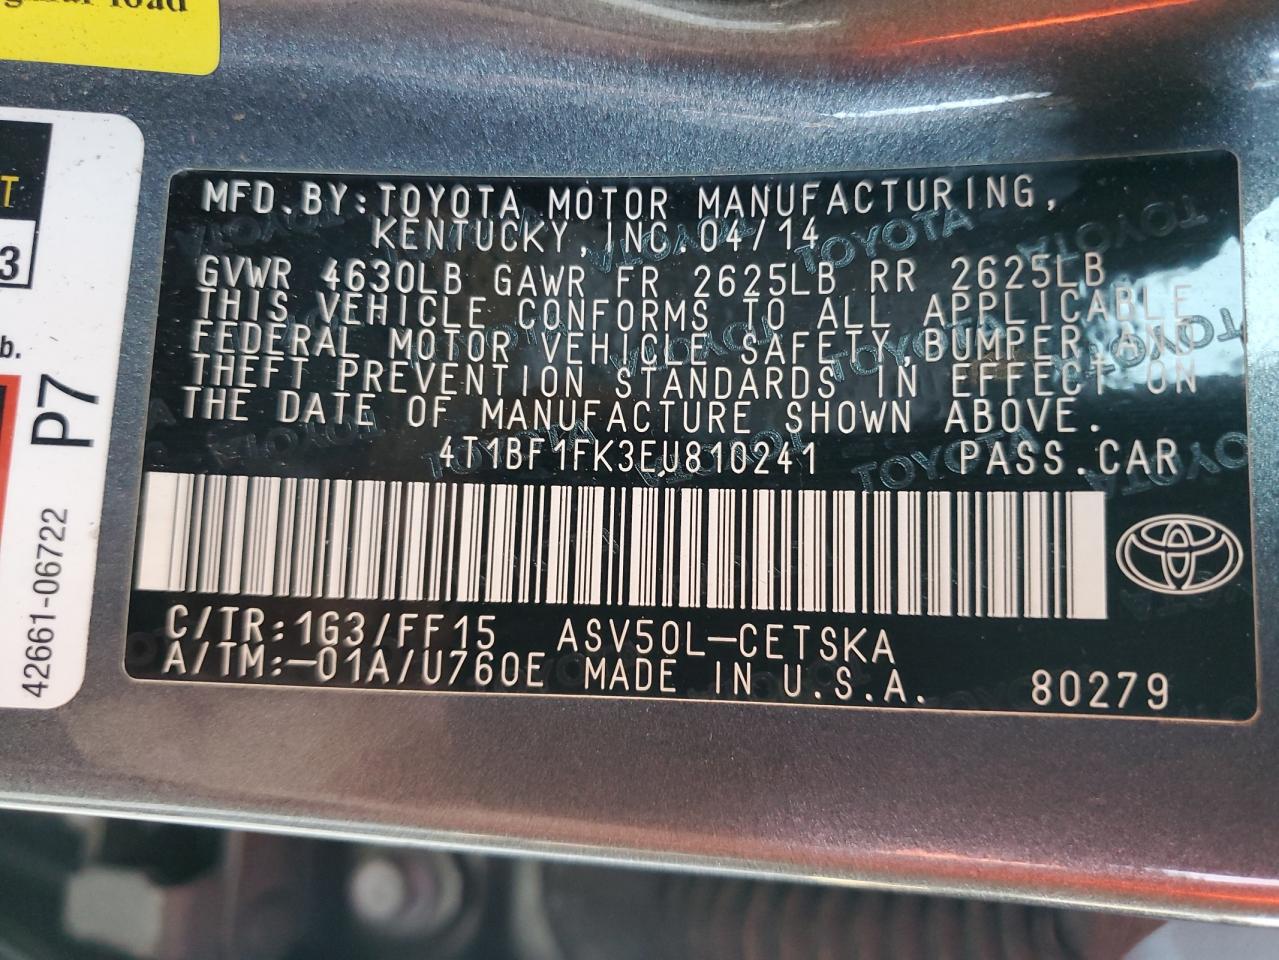 road
T
3
b.
P7
42661-06722
MFD.BY:TOYOTA MOTOR MANUFACTURING,
KENTUCKY,INC. 04/14
GVWR 4630LB GAWR FR 2625LB RR 2625LB
THIS VEHICLE CONFORMS TO ALL APPLICABLE
FEDERAL MOTOR VEHICLE SAFETY,BUMPER,AND
THEFT PREVENTION STANDARDS IN EFFECT ON
THE DATE OF MANUFACTURE SHOWN ABOVE.
4T1BF1FK3EU810241 PASS.CAR
C/TR:1G3/FF15 ASV50L-CETSKA
A/TM:-01A/U760E MADE IN U.S.A. 80279